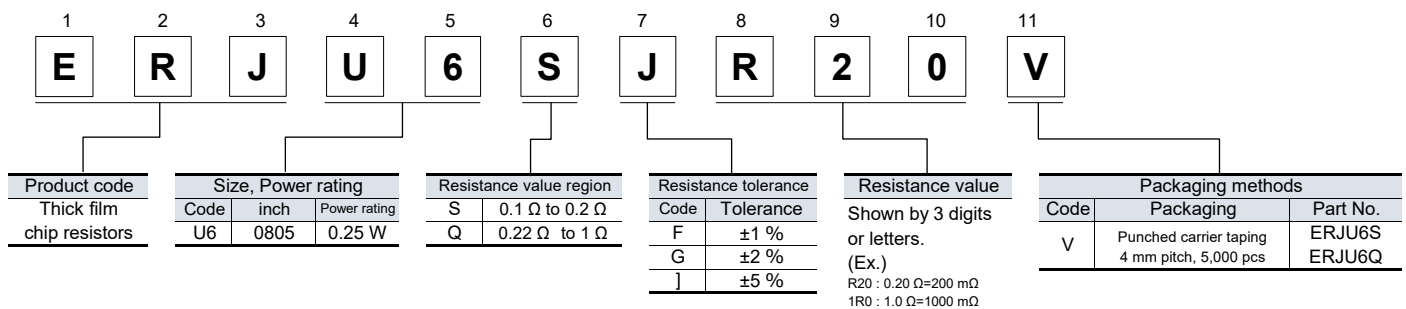 1 2 3 4 5 6 7 8 9 10 11
E R J U 6 S J R 2 0 V
Product code
Thick film
chip resistors
Size, Power rating
Code inch Power rating
U6 0805 0.25 W
Resistance value region
S 0.1 Ω to 0.2 Ω
Q 0.22 Ω to 1 Ω
Resistance tolerance
Code Tolerance
F ±1 %
G ±2 %
] ±5 %
Resistance value
Shown by 3 digits
or letters.
(Ex.)
R20 : 0.20 Ω=200 mΩ
1R0 : 1.0 Ω=1000 mΩ
Packaging methods
Code Packaging Part No.
V
Punched carrier taping
4 mm pitch, 5,000 pcs
ERJU6S
ERJU6Q